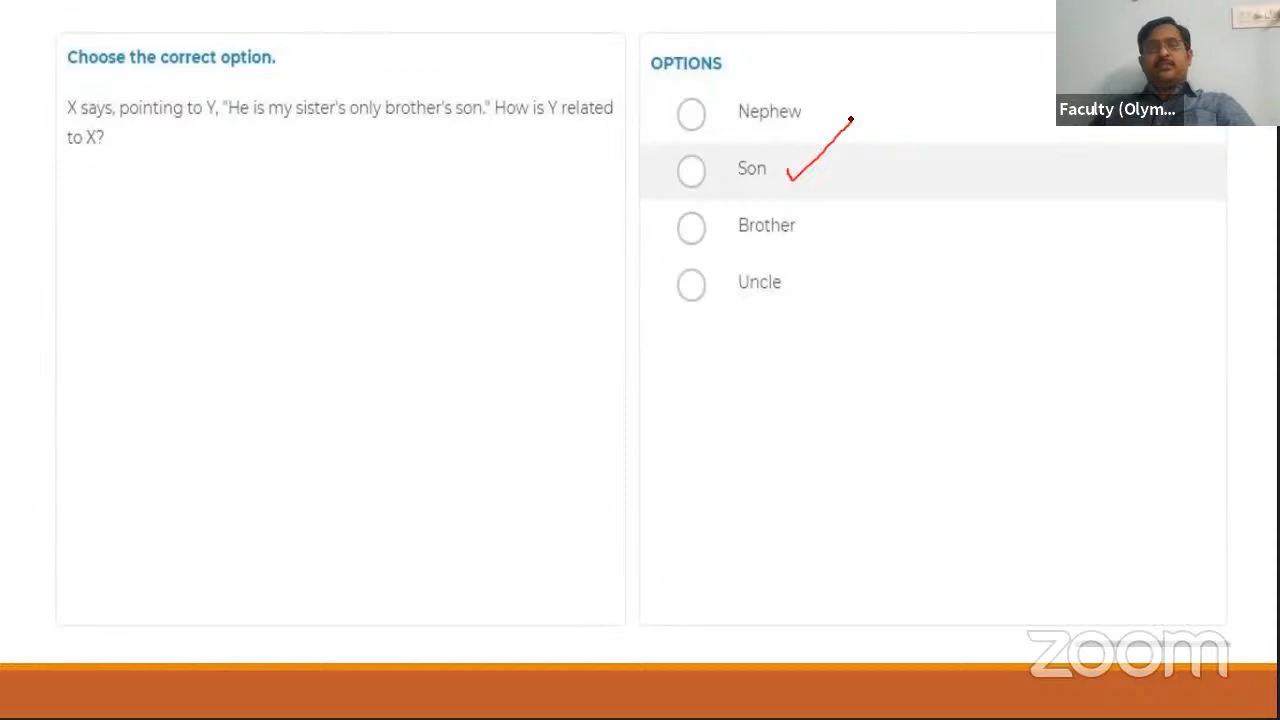 Choose the correct option.
X says, pointing to Y, "He is my sister's only brother's son." How is Y related
to X?
OPTIONS
Nephew
Son
Brother
Uncle
Faculty (Olym...
zoom